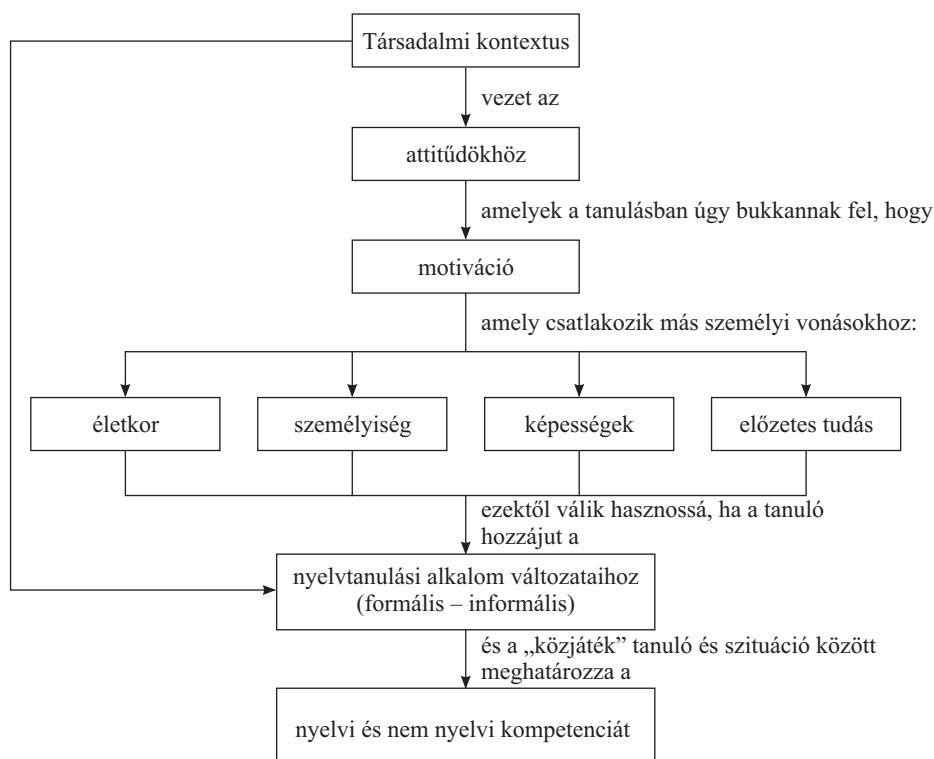 Társadalmi kontextus
vezet az
attitűdökhöz
amelyek a tanulásban úgy bukkannak fel, hogy
motiváció
amely csatlakozik más személyi vonásokhoz:
életkor
személyiség
képességek
előzetes tudás
ezektől válik hasznossá, ha a tanuló
hozzájut a
nyelvtanulási alkalom változataihoz
(formális – informális)
és a „közjáték” tanuló és szituáció között
meghatározza a
nyelvi és nem nyelvi kompetenciát